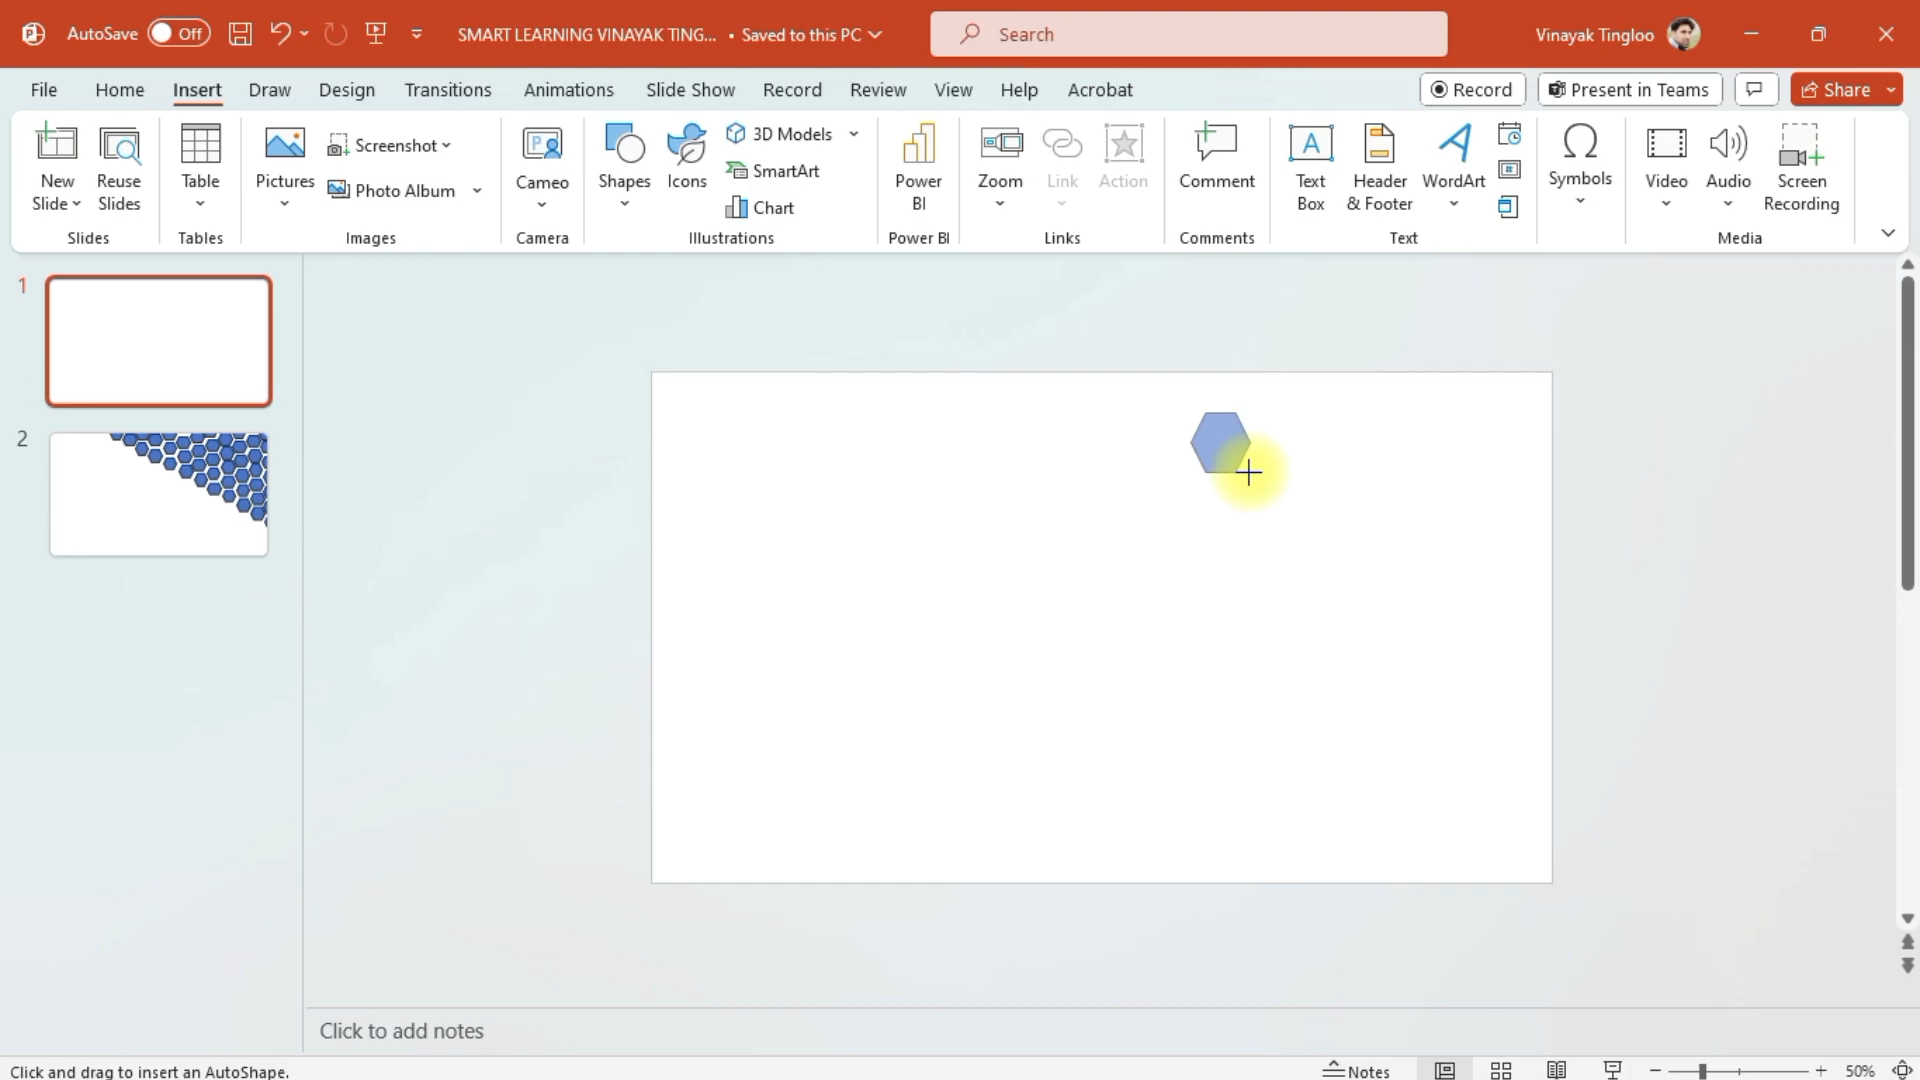 AutoSave Off SMART LEARNING VINAYAK TING... • Saved to this PC Search Vinayak Tingloo
File Home Insert Draw Design Transitions Animations Slide Show Record Review View Help Acrobat Record Present in Teams Share
New Slide
Reuse Slides
Slides
Table
Tables
Pictures
Screenshot
Photo Album
Images
Cameo
Camera
Shapes
Icons
3D Models
SmartArt
Chart
Illustrations
Power BI
Power BI
Zoom
Link
Action
Links
Comment
Comments
A
Text Box
Header & Footer
WordArt
Text
Symbols
Video
Audio
Screen Recording
Media
1
2
Click to add notes
Click and drag to insert an AutoShape. Notes 50%